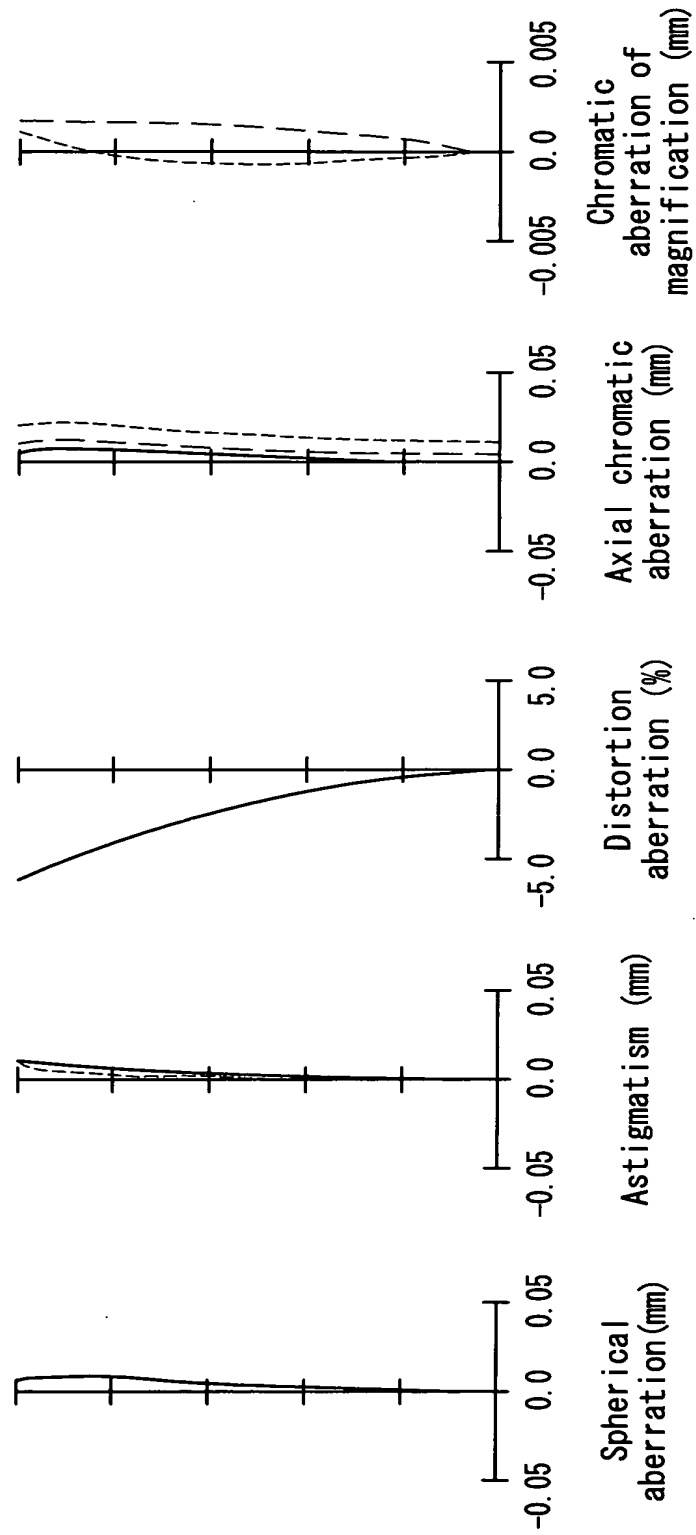 -0.05 0.0 0.05
Spherical
aberration(mm)
-0.05 0.0 0.05
Astigmatism (mm)
-5.0 0.0 5.0
Distortion
aberration (%)
-0.05 0.0 0.05
Axial chromatic
aberration (mm)
-0.005 0.0 0.005
Chromatic
aberration of
magnification (mm)